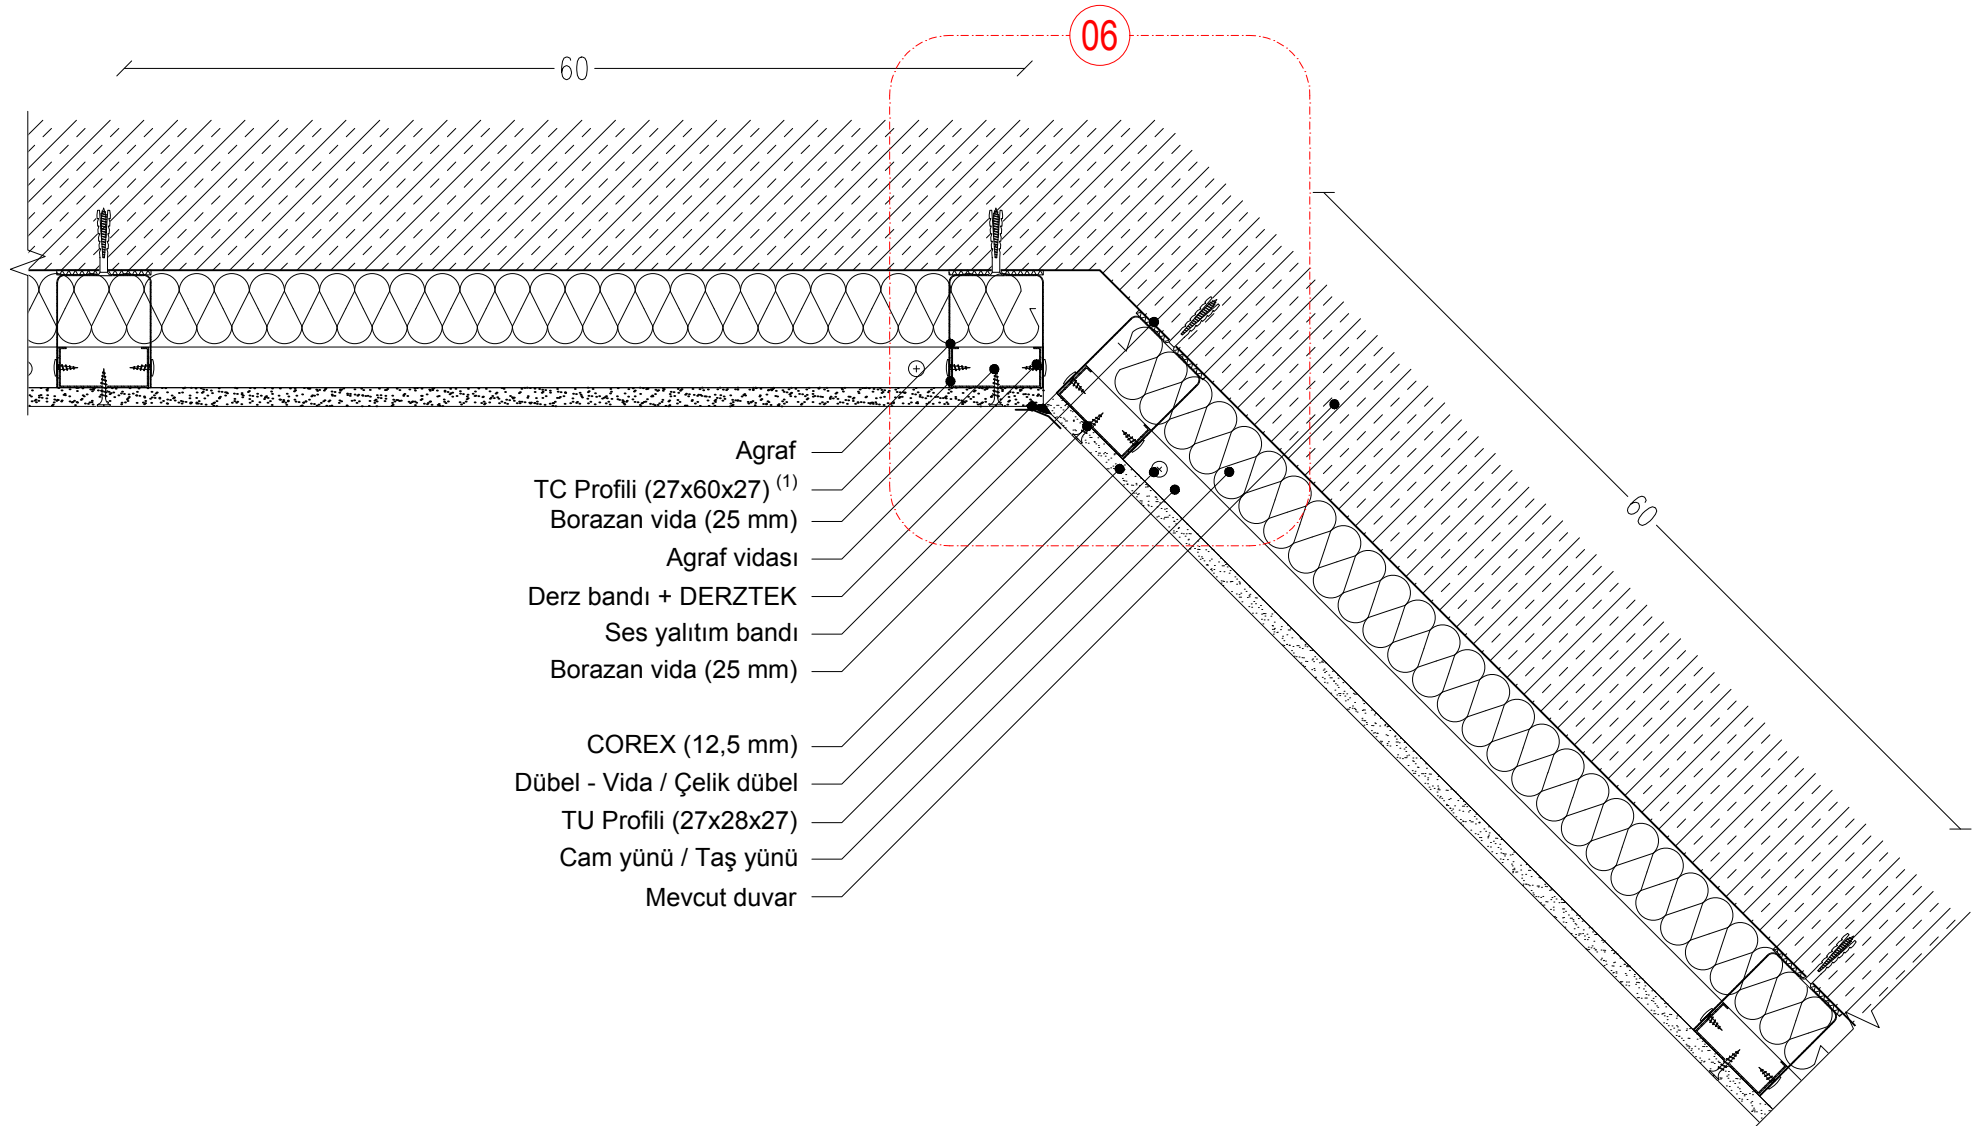 06
60
60
Agraf
TC Profili (27x60x27) (1)
Borazan vida (25 mm)
Agraf vidası
Derz bandı + DERZTEK
Ses yalıtım bandı
Borazan vida (25 mm)
COREX (12,5 mm)
Dübel - Vida / Çelik dübel
TU Profili (27x28x27)
Cam yünü / Taş yünü
Mevcut duvar